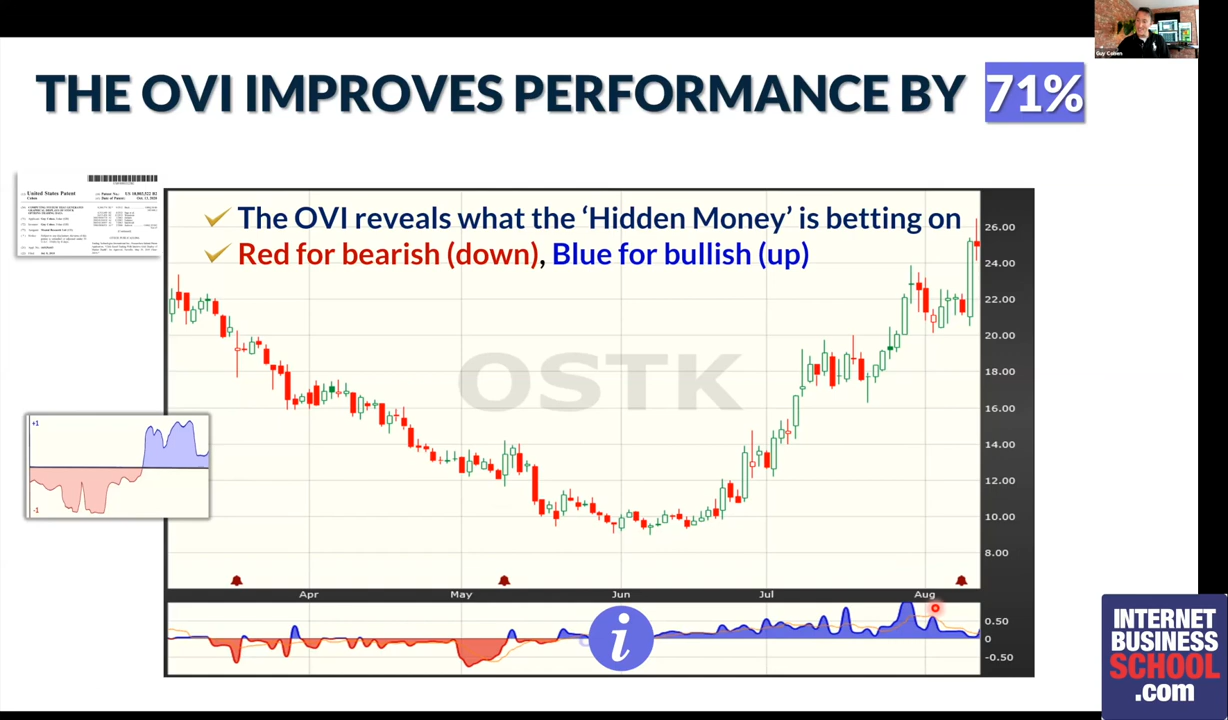 Guy Cohen
THE OVI IMPROVES PERFORMANCE BY 71%
United States Patent
Cohen
The OVI reveals what the ‘Hidden Money’ is betting on
Red for bearish (down), Blue for bullish (up)
OSTK
26.00
24.00
22.00
20.00
18.00
16.00
14.00
12.00
10.00
8.00
+1
-1
Apr May Jun Jul Aug
0.50
0
-0.50
i
INTERNET
BUSINESS
SCHOOL
.com